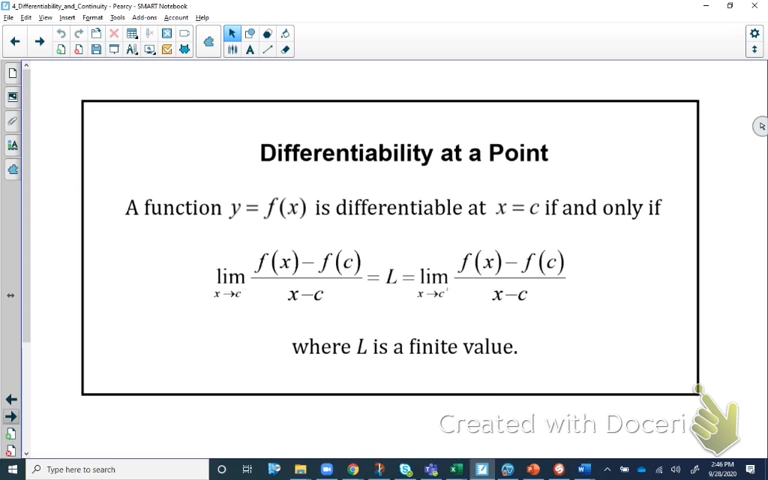 4_Differentiability_and_Continuity - Pearcy - SMART Notebook
File Edit View Insert Format Tools Add-ons Account Help
Differentiability at a Point
A function y = f(x) is differentiable at x = c if and only if
lim x→c⁻ (f(x) − f(c))/(x − c) = L = lim x→c⁺ (f(x) − f(c))/(x − c)
where L is a finite value.
Created with Doceri
Type here to search
2:46 PM
9/28/2020